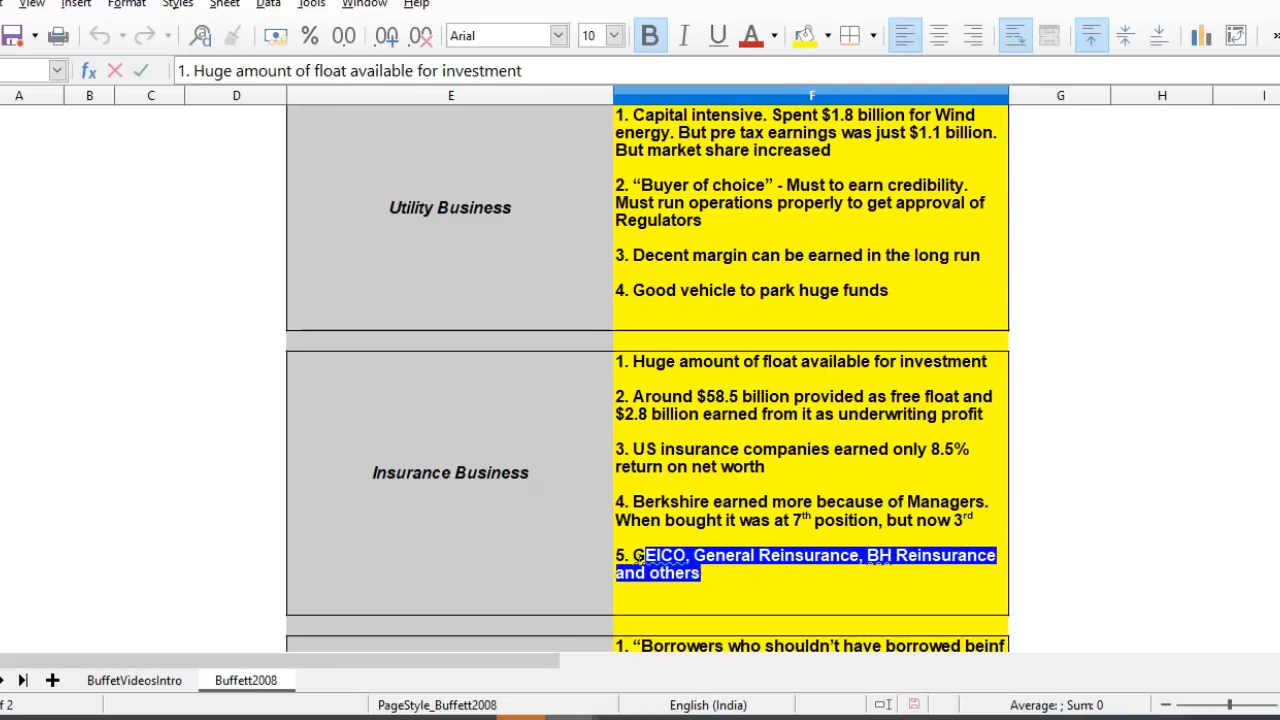 View Insert Format Styles Sheet Data Tools Window Help
Arial 10
1. Huge amount of float available for investment
A B C D E F G H I
1. Capital intensive. Spent $1.8 billion for Wind
energy. But pre tax earnings was just $1.1 billion.
But market share increased
2. “Buyer of choice” - Must to earn credibility.
Must run operations properly to get approval of
Regulators
Utility Business
3. Decent margin can be earned in the long run
4. Good vehicle to park huge funds
1. Huge amount of float available for investment
2. Around $58.5 billion provided as free float and
$2.8 billion earned from it as underwriting profit
3. US insurance companies earned only 8.5%
return on net worth
Insurance Business
4. Berkshire earned more because of Managers.
When bought it was at 7th position, but now 3rd
5. GEICO, General Reinsurance, BH Reinsurance
and others
1. “Borrowers who shouldn’t have borrowed beinf
BuffetVideosIntro Buffett2008
of 2 PageStyle_Buffett2008 English (India) Average: ; Sum: 0